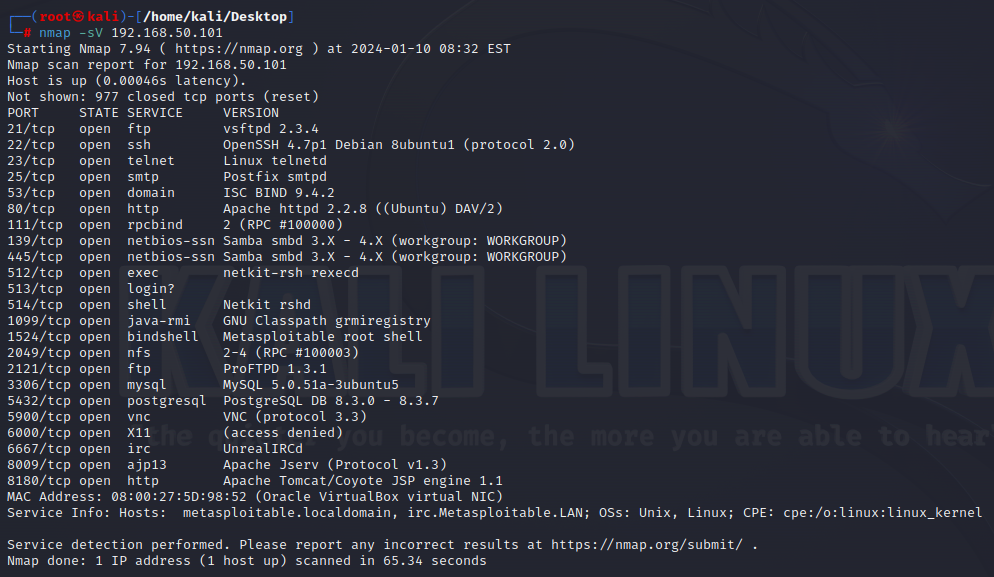 ┌──(root㉿kali)-[/home/kali/Desktop]
└─# nmap -sV 192.168.50.101
Starting Nmap 7.94 ( https://nmap.org ) at 2024-01-10 08:32 EST
Nmap scan report for 192.168.50.101
Host is up (0.00046s latency).
Not shown: 977 closed tcp ports (reset)
PORT     STATE SERVICE     VERSION
21/tcp   open  ftp         vsftpd 2.3.4
22/tcp   open  ssh         OpenSSH 4.7p1 Debian 8ubuntu1 (protocol 2.0)
23/tcp   open  telnet      Linux telnetd
25/tcp   open  smtp        Postfix smtpd
53/tcp   open  domain      ISC BIND 9.4.2
80/tcp   open  http        Apache httpd 2.2.8 ((Ubuntu) DAV/2)
111/tcp  open  rpcbind     2 (RPC #100000)
139/tcp  open  netbios-ssn Samba smbd 3.X - 4.X (workgroup: WORKGROUP)
445/tcp  open  netbios-ssn Samba smbd 3.X - 4.X (workgroup: WORKGROUP)
512/tcp  open  exec        netkit-rsh rexecd
513/tcp  open  login?
514/tcp  open  shell       Netkit rshd
1099/tcp open  java-rmi    GNU Classpath grmiregistry
1524/tcp open  bindshell   Metasploitable root shell
2049/tcp open  nfs         2-4 (RPC #100003)
2121/tcp open  ftp         ProFTPD 1.3.1
3306/tcp open  mysql       MySQL 5.0.51a-3ubuntu5
5432/tcp open  postgresql  PostgreSQL DB 8.3.0 - 8.3.7
5900/tcp open  vnc         VNC (protocol 3.3)
6000/tcp open  X11         (access denied)
6667/tcp open  irc         UnrealIRCd
8009/tcp open  ajp13       Apache Jserv (Protocol v1.3)
8180/tcp open  http        Apache Tomcat/Coyote JSP engine 1.1
MAC Address: 08:00:27:5D:98:52 (Oracle VirtualBox virtual NIC)
Service Info: Hosts:  metasploitable.localdomain, irc.Metasploitable.LAN; OSs: Unix, Linux; CPE: cpe:/o:linux:linux_kernel

Service detection performed. Please report any incorrect results at https://nmap.org/submit/ .
Nmap done: 1 IP address (1 host up) scanned in 65.34 seconds
KALI LINUX
you become, the more you are able to hear